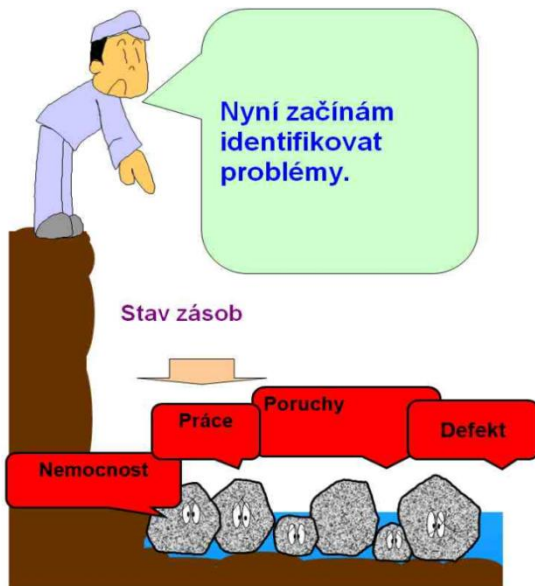 Nyní začínám
identifikovat
problémy.
Stav zásob
Práce
Poruchy
Defekt
Nemocnost